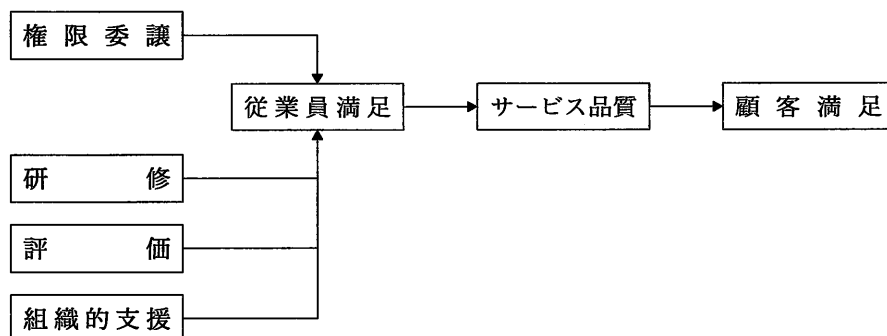 権限委譲
従業員満足
サービス品質
顧客満足
研修
評価
組織的支援